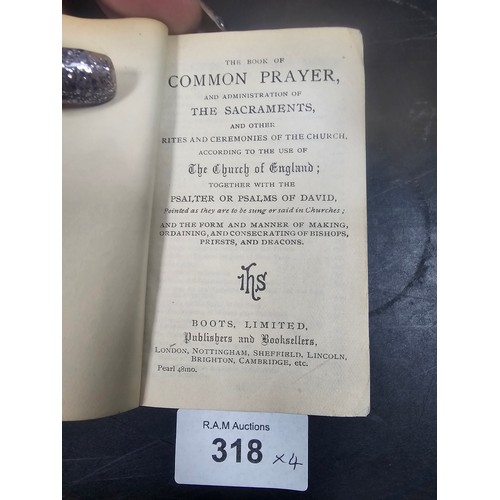 THE BOOK OF
COMMON PRAYER,
AND ADMINISTRATION OF
THE SACRAMENTS,
AND OTHER
RITES AND CEREMONIES OF THE CHURCH,
ACCORDING TO THE USE OF
The Church of England;
TOGETHER WITH THE
PSALTER OR PSALMS OF DAVID,
Pointed as they are to be sung or said in Churches;
AND THE FORM AND MANNER OF MAKING,
ORDAINING, AND CONSECRATING OF BISHOPS,
PRIESTS, AND DEACONS.
ihs
BOOTS, LIMITED,
Publishers and Booksellers,
LONDON, NOTTINGHAM, SHEFFIELD, LINCOLN,
BRIGHTON, CAMBRIDGE, etc.
Pearl 48mo.
R.A.M Auctions
318 ×4